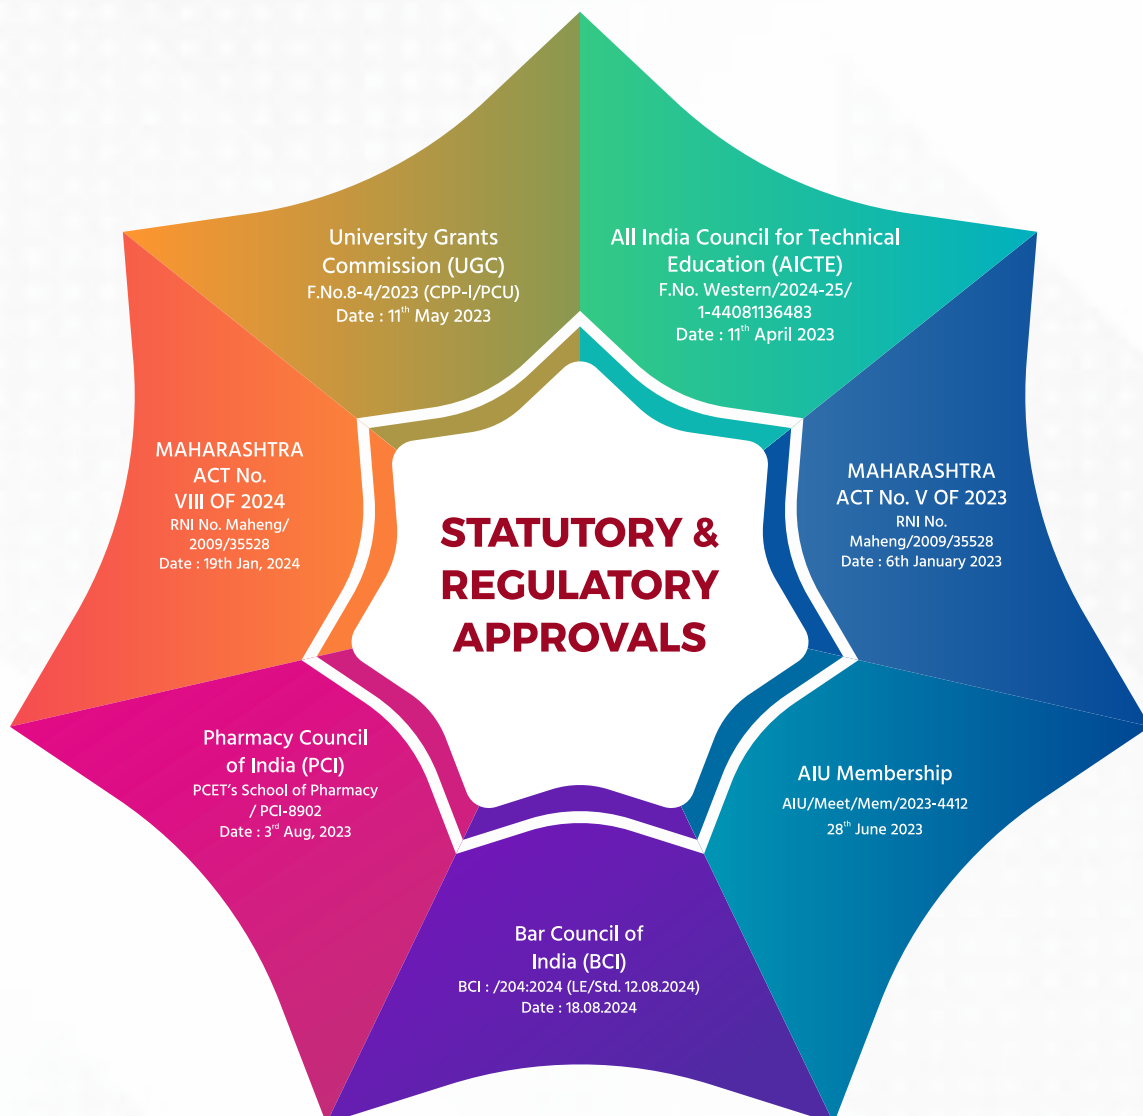 STATUTORY &
REGULATORY
APPROVALS
University Grants
Commission (UGC)
F.No.8-4/2023 (CPP-I/PCU)
Date : 11th May 2023
All India Council for Technical
Education (AICTE)
F.No. Western/2024-25/
1-44081136483
Date : 11th April 2023
MAHARASHTRA
ACT No. V OF 2023
RNI No.
Maheng/2009/35528
Date : 6th January 2023
AIU Membership
AIU/Meet/Mem/2023-4412
28th June 2023
Bar Council of
India (BCI)
BCI : /204:2024 (LE/Std. 12.08.2024)
Date : 18.08.2024
Pharmacy Council
of India (PCI)
PCET's School of Pharmacy
/ PCI-8902
Date : 3rd Aug, 2023
MAHARASHTRA
ACT No.
VIII OF 2024
RNI No. Maheng/
2009/35528
Date : 19th Jan, 2024